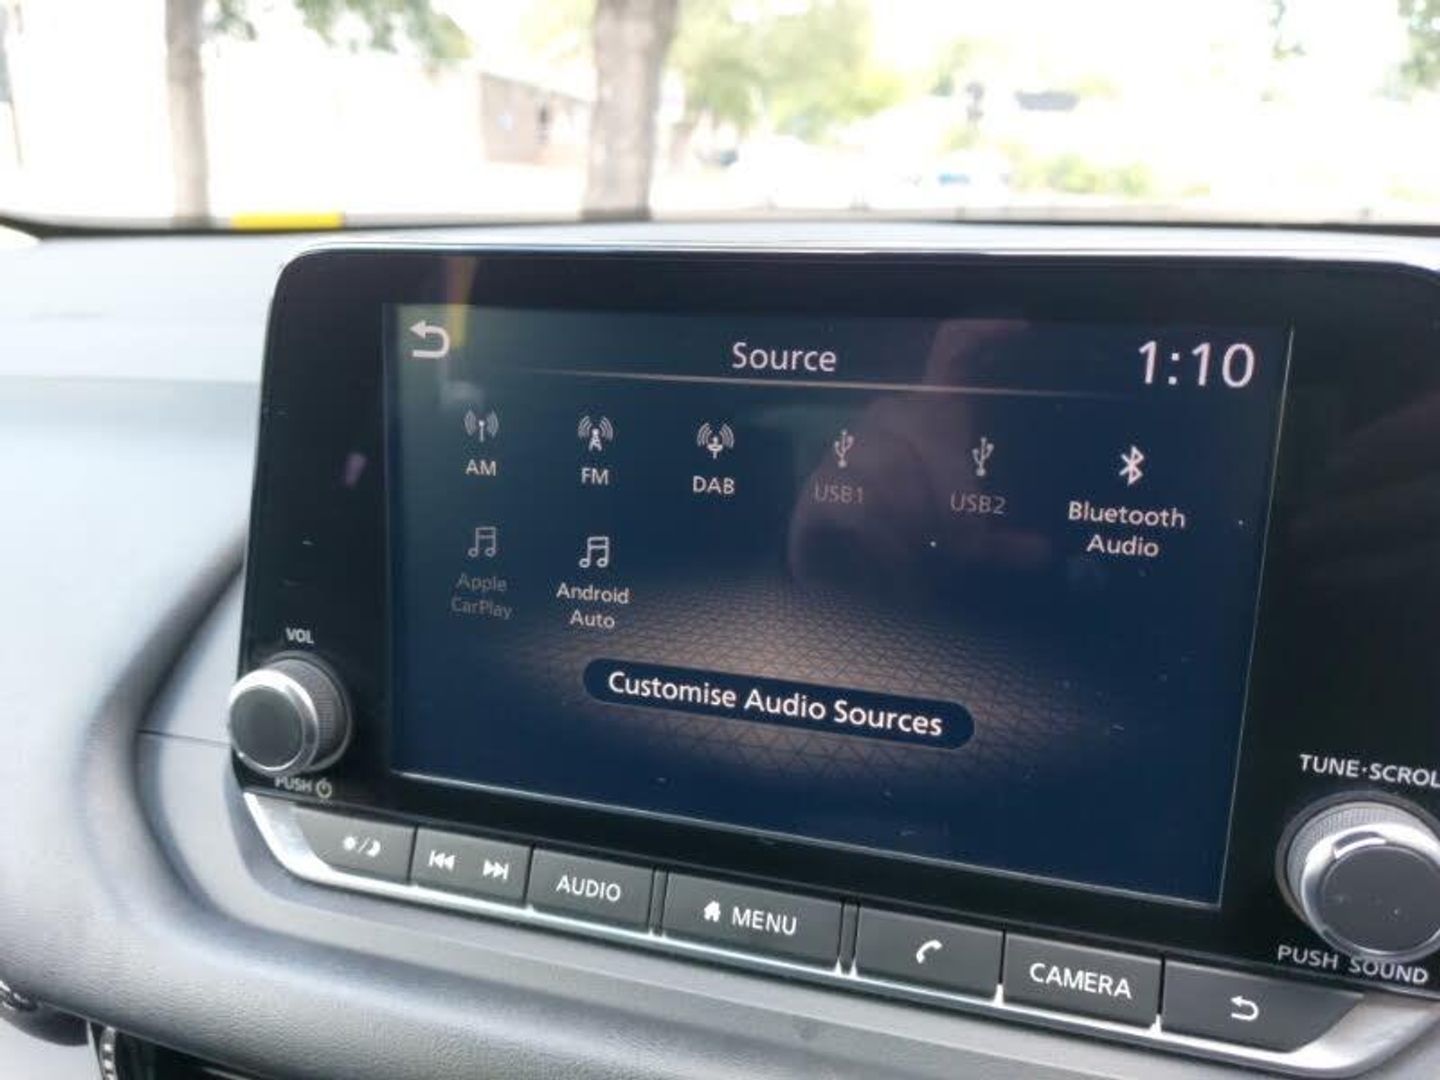 Source
1:10
AM
FM
DAB
USB1
USB2
Bluetooth
Audio
Apple
CarPlay
Android
Auto
Customise Audio Sources
VOL
PUSH
TUNE·SCROL
AUDIO
MENU
CAMERA
PUSH SOUND